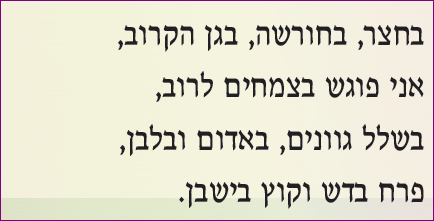 בחצר, בחורשה, בגן הקרוב,
אני פוגש בצמחים לרוב,
בשלל גוונים, באדום ובלבן,
פרח בדש וקוץ בישבן.